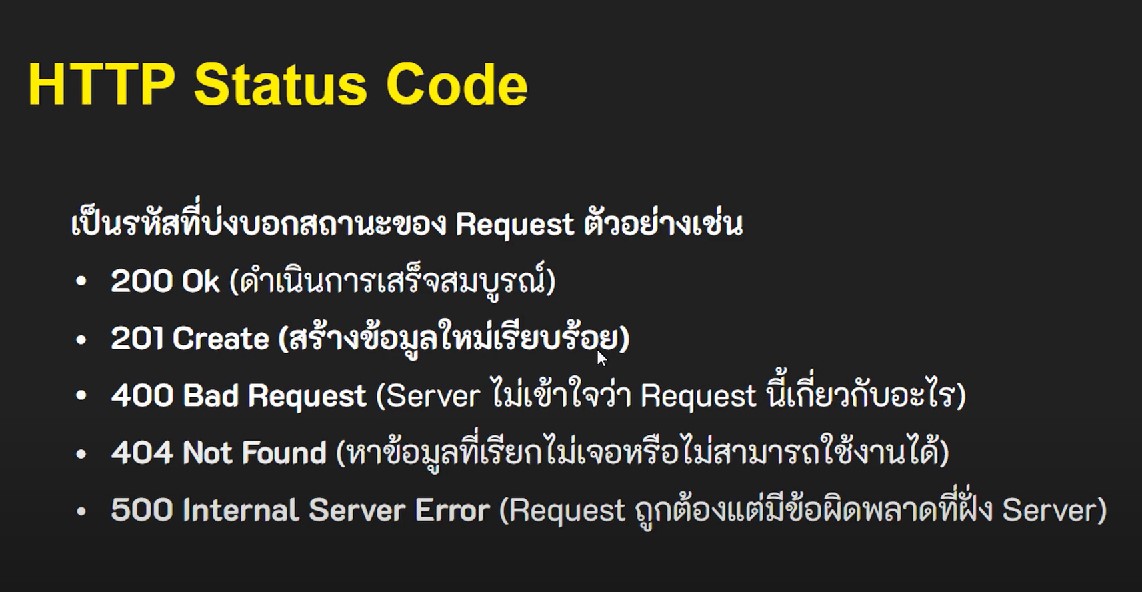 HTTP Status Code
เป็นรหัสที่บ่งบอกสถานะของ Request ตัวอย่างเช่น
• 200 Ok (ดำเนินการเสร็จสมบูรณ์)
• 201 Create (สร้างข้อมูลใหม่เรียบร้อย)
• 400 Bad Request (Server ไม่เข้าใจว่า Request นี้เกี่ยวกับอะไร)
• 404 Not Found (หาข้อมูลที่เรียกไม่เจอหรือไม่สามารถใช้งานได้)
• 500 Internal Server Error (Request ถูกต้องแต่มีข้อผิดพลาดที่ฝั่ง Server)